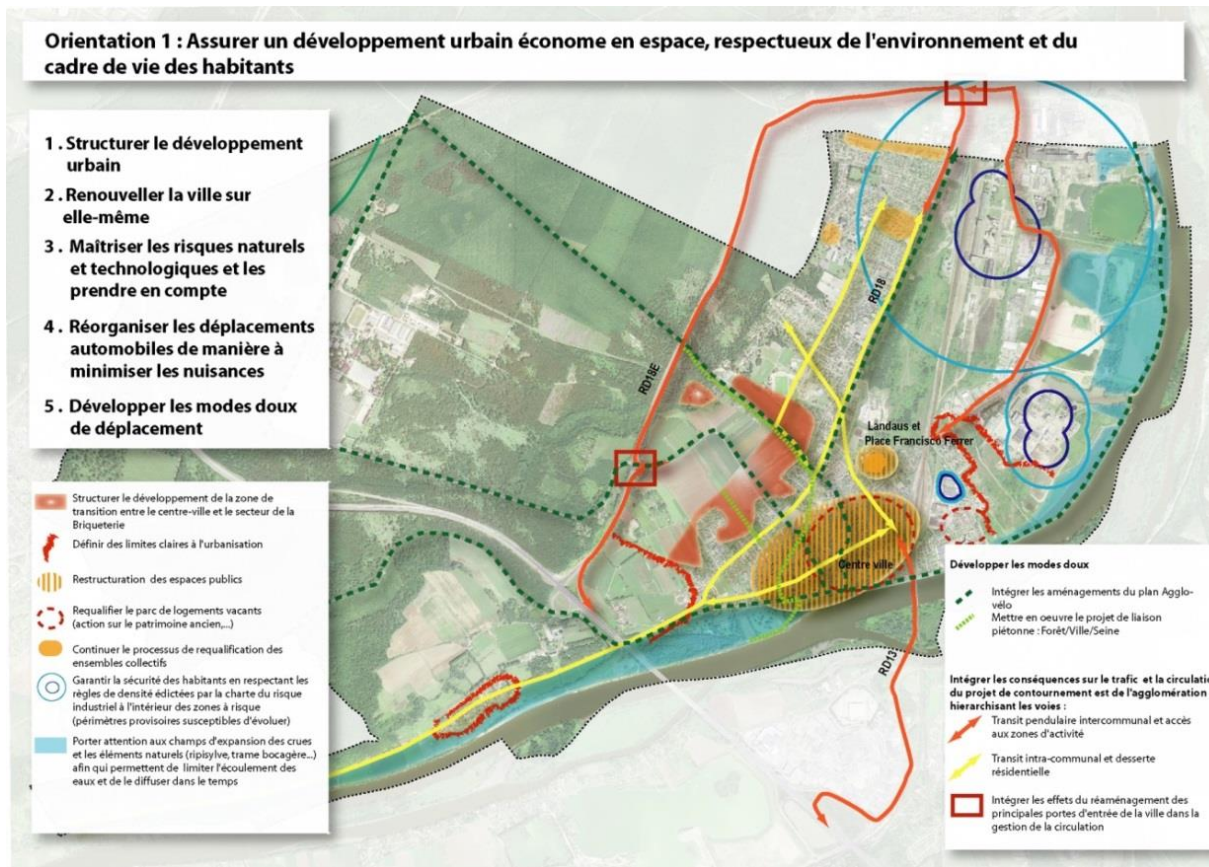 Orientation 1 : Assurer un développement urbain économe en espace, respectueux de l'environnement et du
cadre de vie des habitants
1 . Structurer le développement
urbain
2 . Renouveller la ville sur
elle-même
3 . Maîtriser les risques naturels
et technologiques et les
prendre en compte
4 . Réorganiser les déplacements
automobiles de manière à
minimiser les nuisances
5 . Développer les modes doux
de déplacement
Structurer le développement de la zone de
transition entre le centre-ville et le secteur de la
Briqueterie
Définir des limites claires à l'urbanisation
Restructuration des espaces publics
Requalifier le parc de logements vacants
(action sur le patrimoine ancien,...)
Continuer le processus de requalification des
ensembles collectifs
Garantir la sécurité des habitants en respectant les
règles de densité édictées par la charte du risque
industriel à l'intérieur des zones à risque
(périmètres provisoires susceptibles d'évoluer)
Porter attention aux champs d'expansion des crues
et les éléments naturels (ripisylve, trame bocagère...)
afin qui permettent de limiter l'écoulement des
eaux et de le diffuser dans le temps
RD18E
RD18
Landaus et
Place Francisco Ferrer
Centre ville
RD13
Développer les modes doux
Intégrer les aménagements du plan Agglo-
vélo
Mettre en oeuvre le projet de liaison
piétonne : Forêt/Ville/Seine
Intégrer les conséquences sur le trafic et la circulation
du projet de contournement est de l'agglomération
hierarchisant les voies :
Transit pendulaire intercommunal et accès
aux zones d'activité
Transit intra-communal et desserte
résidentielle
Intégrer les effets du réaménagement des
principales portes d'entrée de la ville dans la
gestion de la circulation